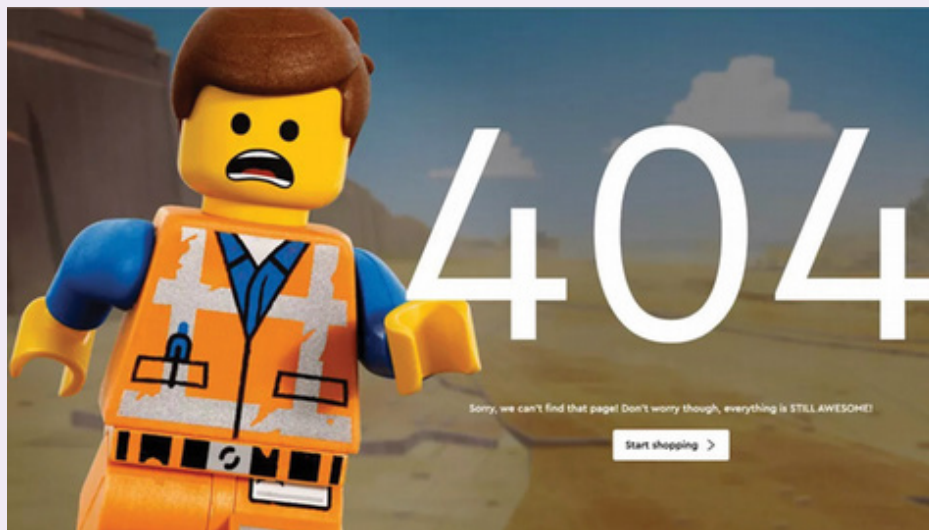 404
Sorry, we can't find that page! Don't worry though, everything is STILL AWESOME!
Start shopping